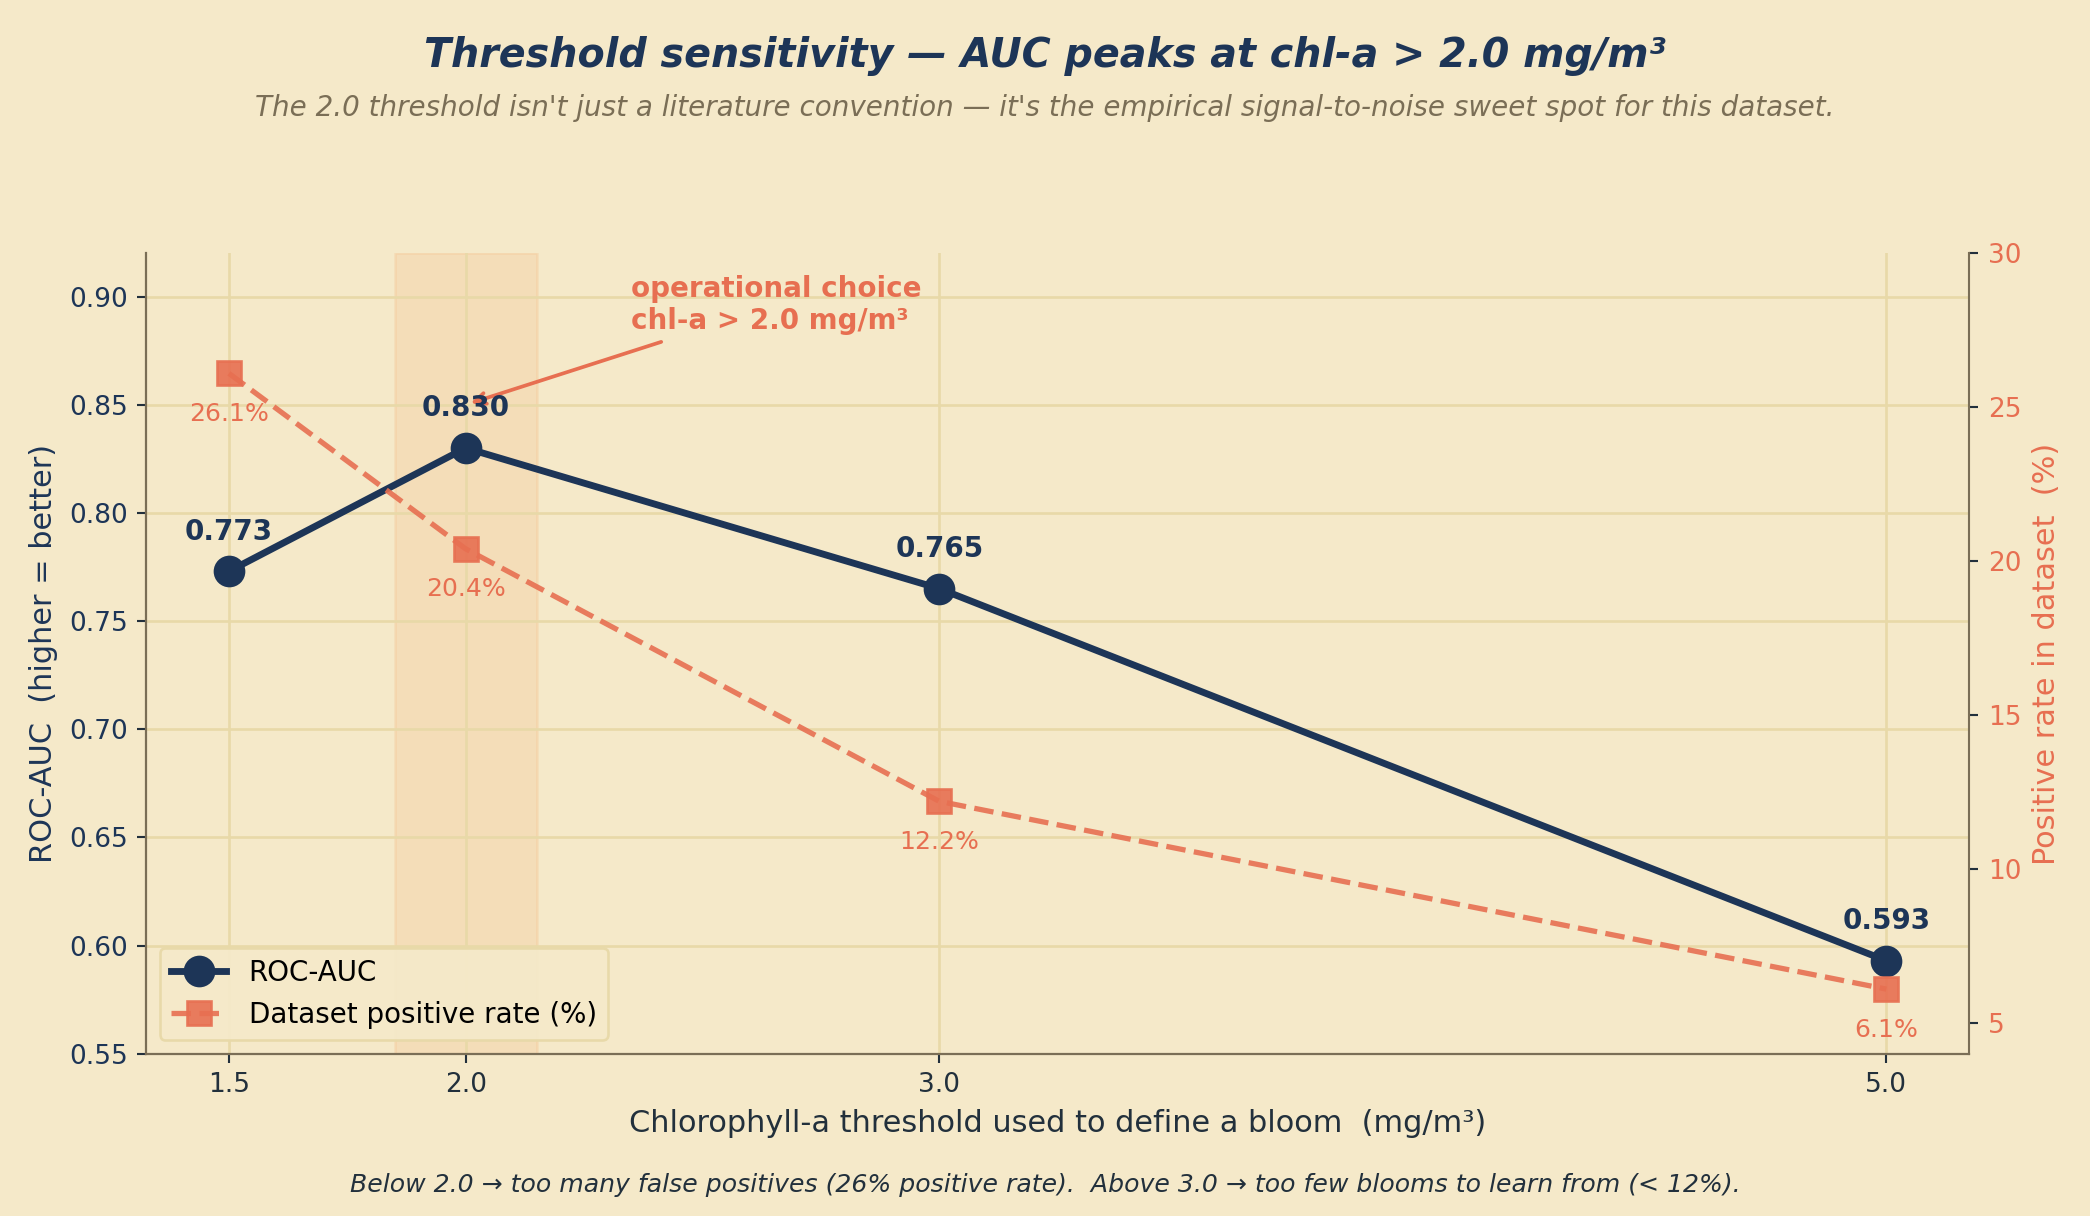 Threshold sensitivity — AUC peaks at chl-a > 2.0 mg/m³
The 2.0 threshold isn't just a literature convention — it's the empirical signal-to-noise sweet spot for this dataset.
ROC-AUC (higher = better)
0.90
0.85
0.80
0.75
0.70
0.65
0.60
0.55
operational choice
chl-a > 2.0 mg/m³
0.773
0.830
0.765
0.593
26.1%
20.4%
12.2%
6.1%
ROC-AUC
Dataset positive rate (%)
30
25
20
15
10
5
Positive rate in dataset (%)
1.5
2.0
3.0
5.0
Chlorophyll-a threshold used to define a bloom (mg/m³)
Below 2.0 → too many false positives (26% positive rate). Above 3.0 → too few blooms to learn from (< 12%).